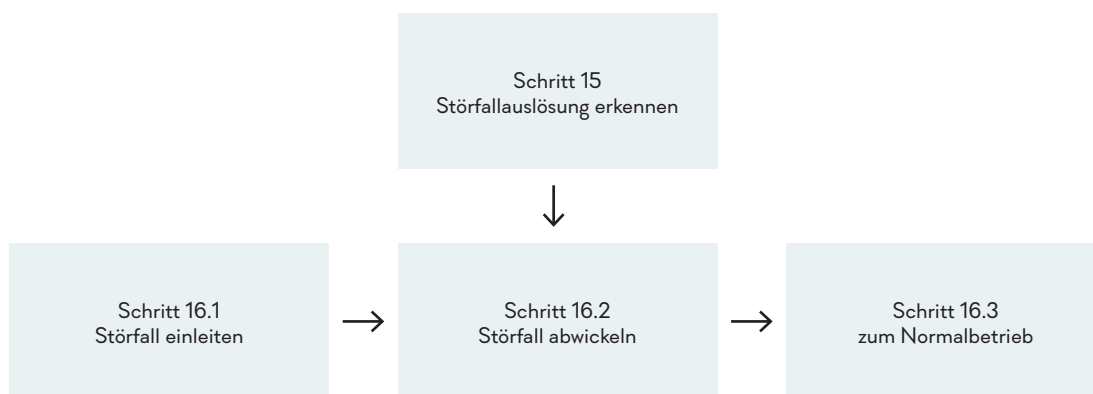 Schritt 15
Störfallauslösung erkennen
Schritt 16.1
Störfall einleiten
Schritt 16.2
Störfall abwickeln
Schritt 16.3
zum Normalbetrieb